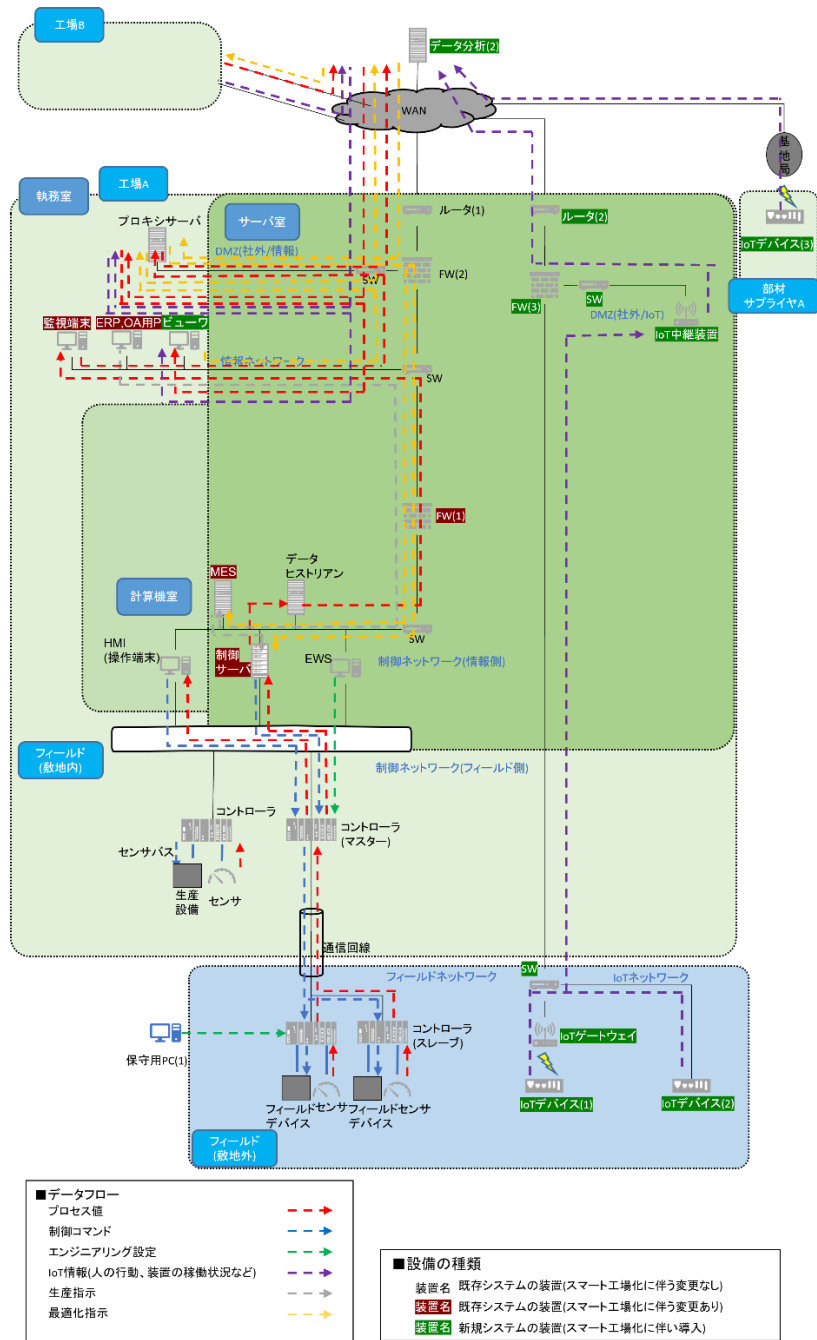 工場B
データ分析(2)
WAN
基
地
局
執務室
工場A
サーバ室
プロキシサーバ
DMZ(社外/情報)
ルータ(1)
ルータ(2)
IoTデバイス(3)
SW
FW(2)
FW(3)
SW
DMZ(社外/IoT)
IoT中継装置
部材
サプライヤA
監視端末
ERP,OA用P
ビューワ
情報ネットワーク
SW
FW(1)
計算機室
MES
データ
ヒストリアン
SW
HMI
(操作端末)
制御
サーバ
EWS
制御ネットワーク(情報側)
フィールド
(敷地内)
制御ネットワーク(フィールド側)
コントローラ
コントローラ
(マスター)
センサバス
生産
設備
センサ
通信回線
フィールドネットワーク
SW
IoTネットワーク
保守用PC(1)
コントローラ
(スレーブ)
IoTゲートウェイ
フィールド
デバイス
センサ
フィールド
デバイス
センサ
IoTデバイス(1)
IoTデバイス(2)
フィールド
(敷地外)
■データフロー
プロセス値
制御コマンド
エンジニアリング設定
IoT情報(人の行動、装置の稼働状況など)
生産指示
最適化指示
■設備の種類
装置名 既存システムの装置(スマート工場化に伴う変更なし)
装置名 既存システムの装置(スマート工場化に伴う変更あり)
装置名 新規システムの装置(スマート工場化に伴い導入)